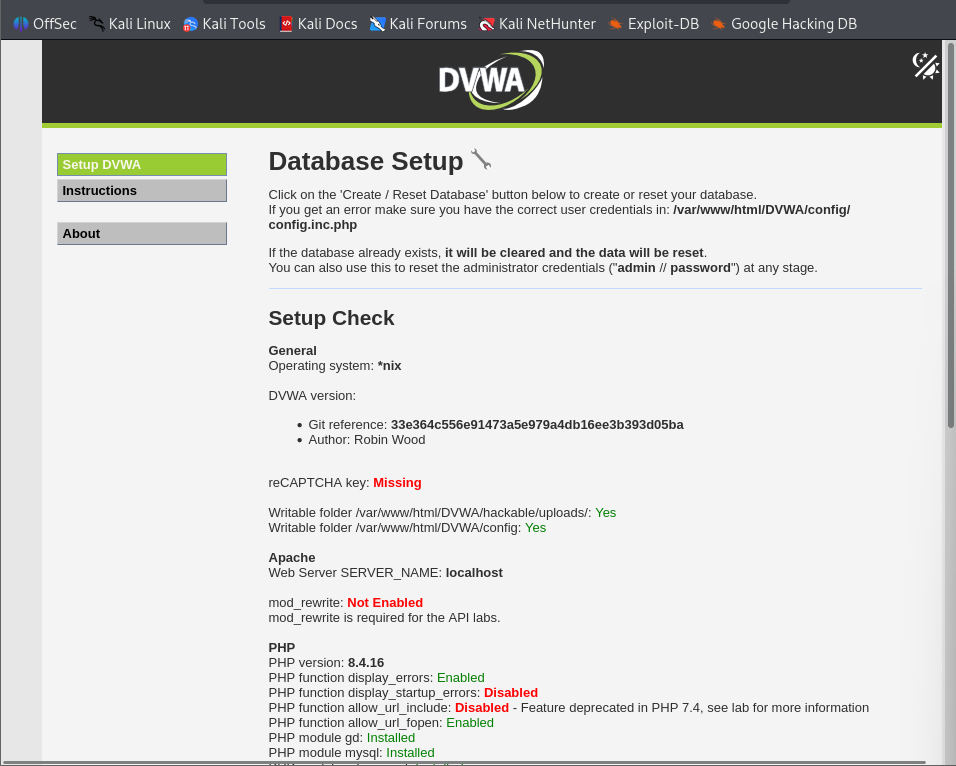 OffSec Kali Linux Kali Tools Kali Docs Kali Forums Kali NetHunter Exploit-DB Google Hacking DB
DVWA
Setup DVWA
Instructions
About
Database Setup
Click on the 'Create / Reset Database' button below to create or reset your database.
If you get an error make sure you have the correct user credentials in: /var/www/html/DVWA/config/
config.inc.php
If the database already exists, it will be cleared and the data will be reset.
You can also use this to reset the administrator credentials ("admin // password") at any stage.
Setup Check
General
Operating system: *nix
DVWA version:
• Git reference: 33e364c556e91473a5e979a4db16ee3b393d05ba
• Author: Robin Wood
reCAPTCHA key: Missing
Writable folder /var/www/html/DVWA/hackable/uploads/: Yes
Writable folder /var/www/html/DVWA/config: Yes
Apache
Web Server SERVER_NAME: localhost
mod_rewrite: Not Enabled
mod_rewrite is required for the API labs.
PHP
PHP version: 8.4.16
PHP function display_errors: Enabled
PHP function display_startup_errors: Disabled
PHP function allow_url_include: Disabled - Feature deprecated in PHP 7.4, see lab for more information
PHP function allow_url_fopen: Enabled
PHP module gd: Installed
PHP module mysql: Installed